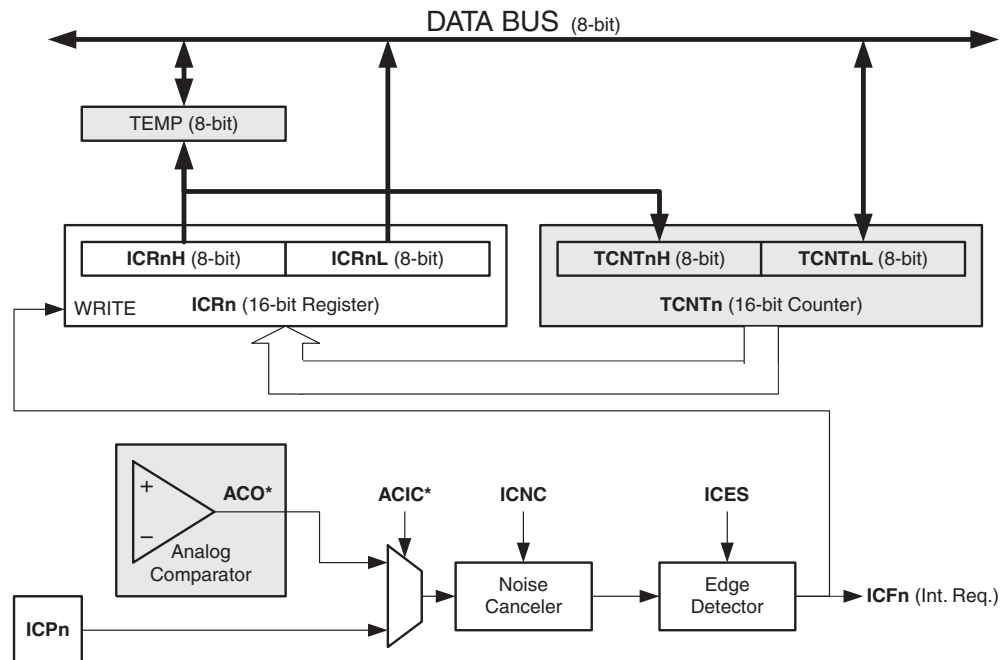 DATA BUS (8-bit)
TEMP (8-bit)
ICRnH (8-bit) ICRnL (8-bit) TCNTnH (8-bit) TCNTnL (8-bit)
WRITE ICRn (16-bit Register) TCNTn (16-bit Counter)
+
ACO* ACIC* ICNC ICES
−
Analog
Comparator
Noise
Canceler
Edge
Detector
ICFn (Int. Req.)
ICPn